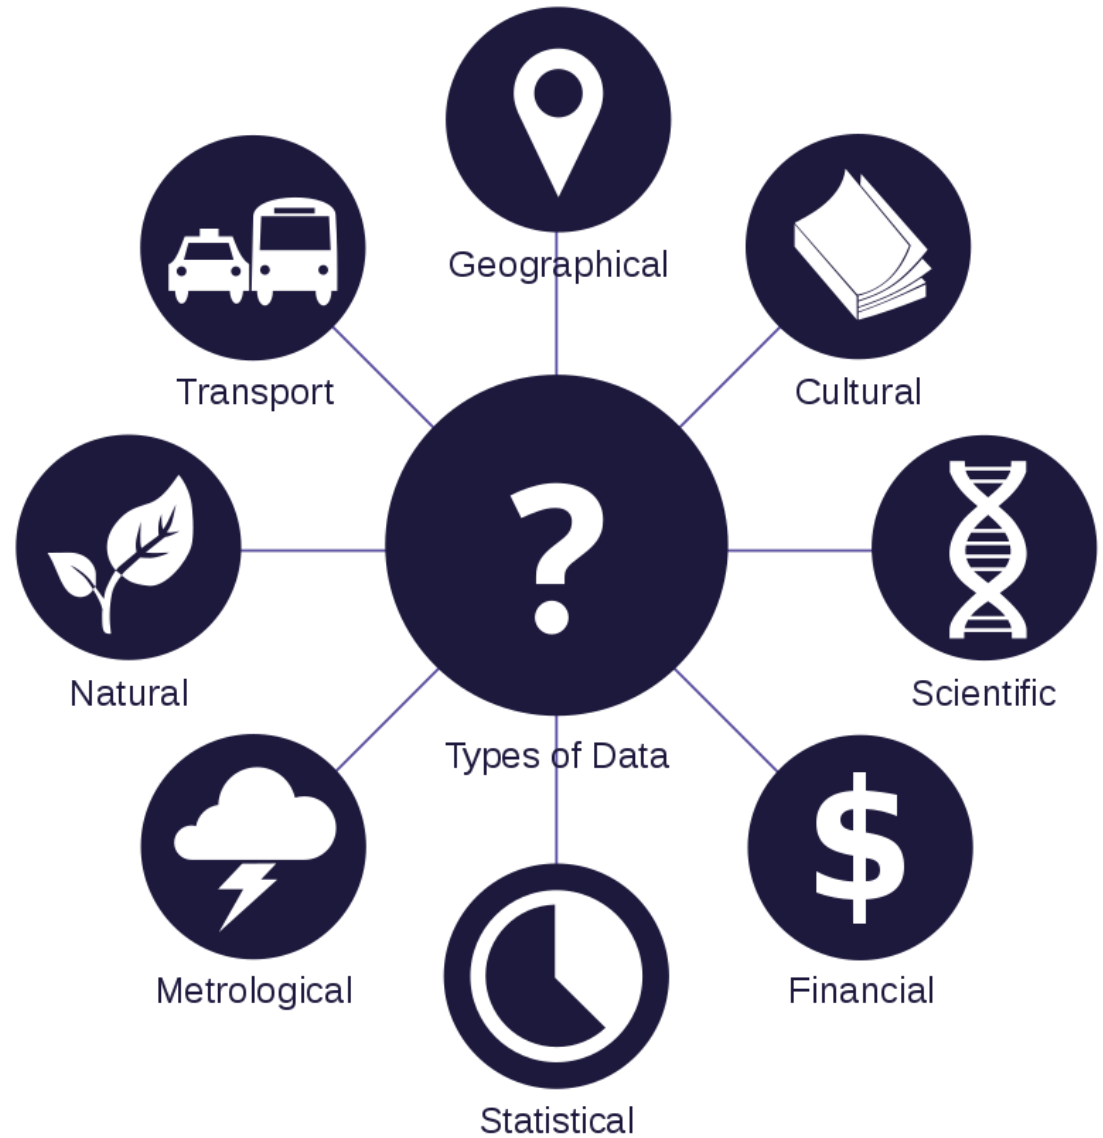 Geographical
Transport
Cultural
?
Natural
Scientific
Types of Data
$
Metrological
Financial
Statistical